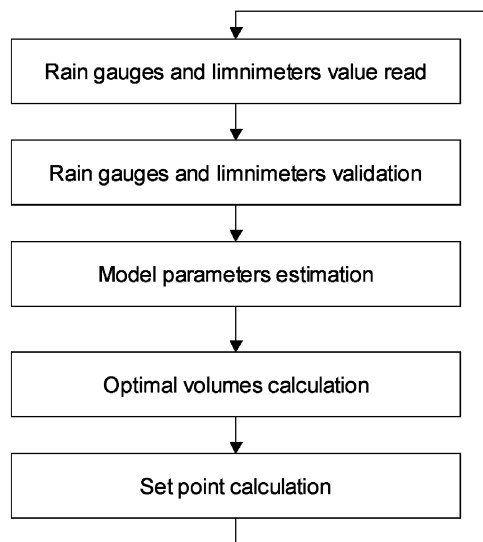 Rain gauges and limnimeters value read
Rain gauges and limnimeters validation
Model parameters estimation
Optimal volumes calculation
Set point calculation